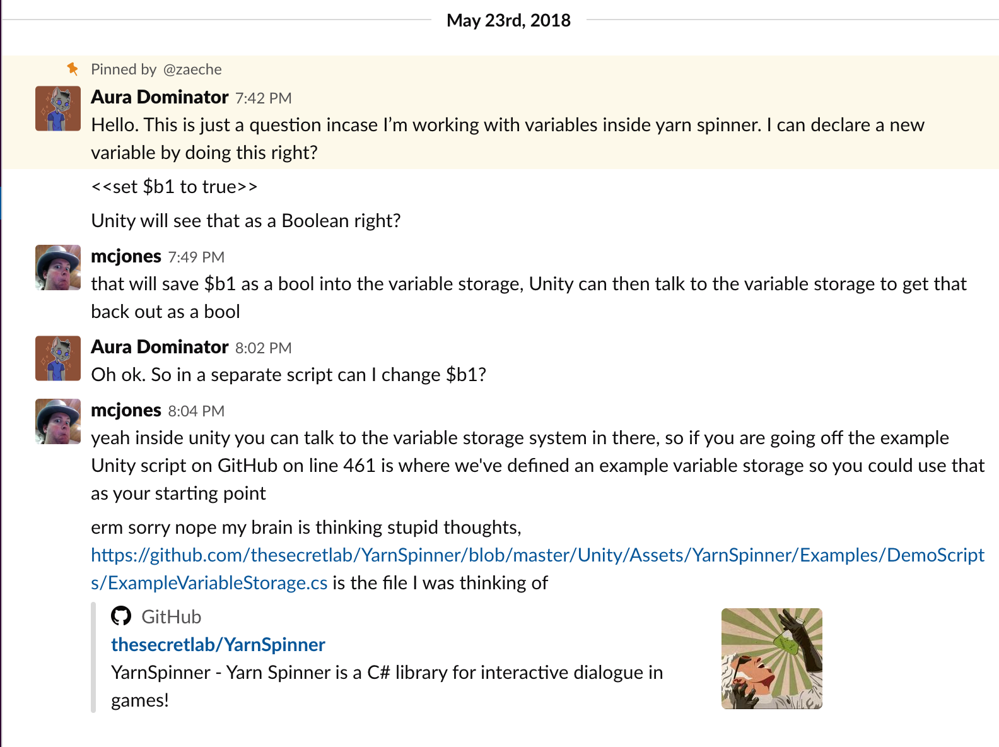 May 23rd, 2018
Pinned by @zaeche
Aura Dominator 7:42 PM
Hello. This is just a question incase I’m working with variables inside yarn spinner. I can declare a new
variable by doing this right?
<<set $b1 to true>>
Unity will see that as a Boolean right?
mcjones 7:49 PM
that will save $b1 as a bool into the variable storage, Unity can then talk to the variable storage to get that
back out as a bool
Aura Dominator 8:02 PM
Oh ok. So in a separate script can I change $b1?
mcjones 8:04 PM
yeah inside unity you can talk to the variable storage system in there, so if you are going off the example
Unity script on GitHub on line 461 is where we've defined an example variable storage so you could use that
as your starting point
erm sorry nope my brain is thinking stupid thoughts,
https://github.com/thesecretlab/YarnSpinner/blob/master/Unity/Assets/YarnSpinner/Examples/DemoScript
s/ExampleVariableStorage.cs is the file I was thinking of
GitHub
thesecretlab/YarnSpinner
YarnSpinner - Yarn Spinner is a C# library for interactive dialogue in
games!